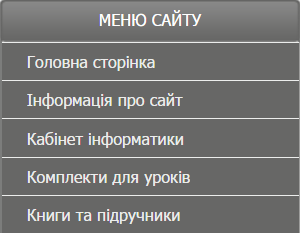 МЕНЮ САЙТУ
Головна сторінка
Інформація про сайт
Кабінет інформатики
Комплекти для уроків
Книги та підручники